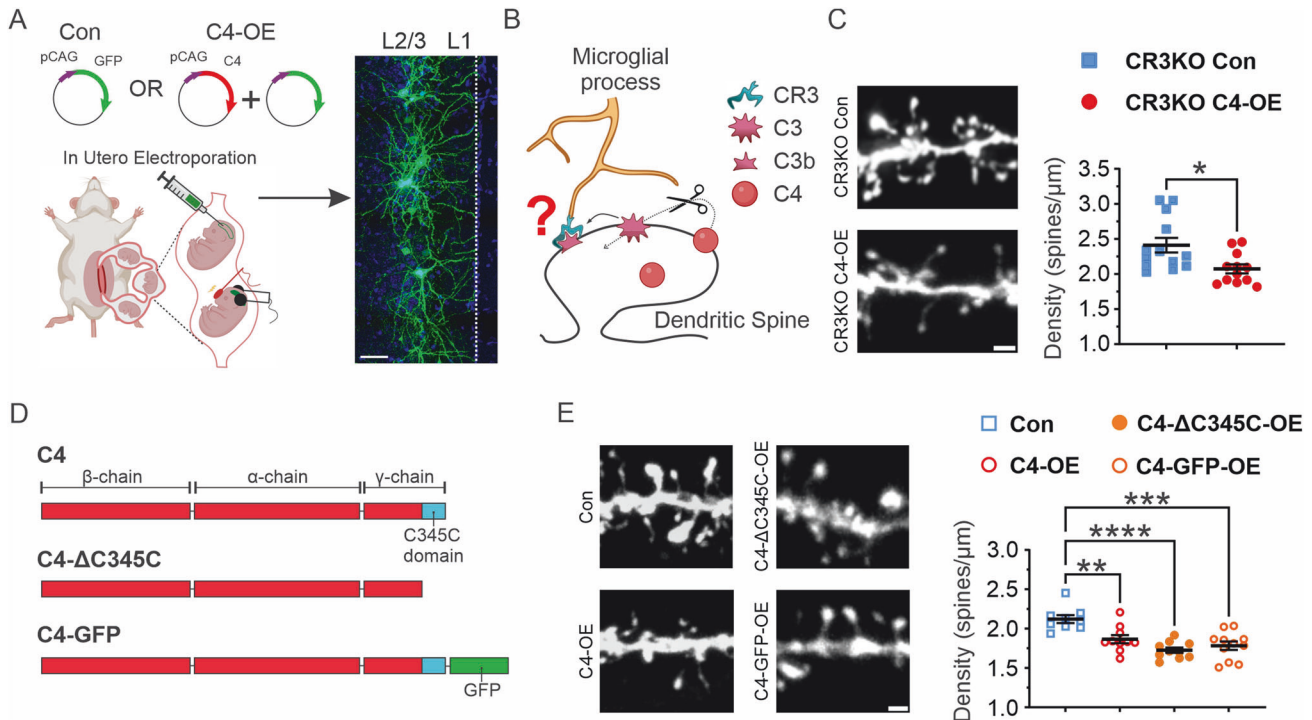 A
Con
C4-OE
pCAG
GFP
OR
pCAG
C4
+
In Utero Electroporation
L2/3
L1
B
Microglial
process
CR3
C3
C3b
C4
?
Dendritic Spine
C
CR3KO Con
CR3KO C4-OE
CR3KO Con
CR3KO C4-OE
Density (spines/μm)
3.5
3.0
2.5
2.0
1.5
1.0
*
D
C4
β-chain
α-chain
γ-chain
C345C
domain
C4-ΔC345C
C4-GFP
GFP
E
Con
C4-ΔC345C-OE
C4-OE
C4-GFP-OE
Con
C4-ΔC345C-OE
C4-OE
C4-GFP-OE
Density (spines/μm)
3.0
2.5
2.0
1.5
1.0
***
****
**